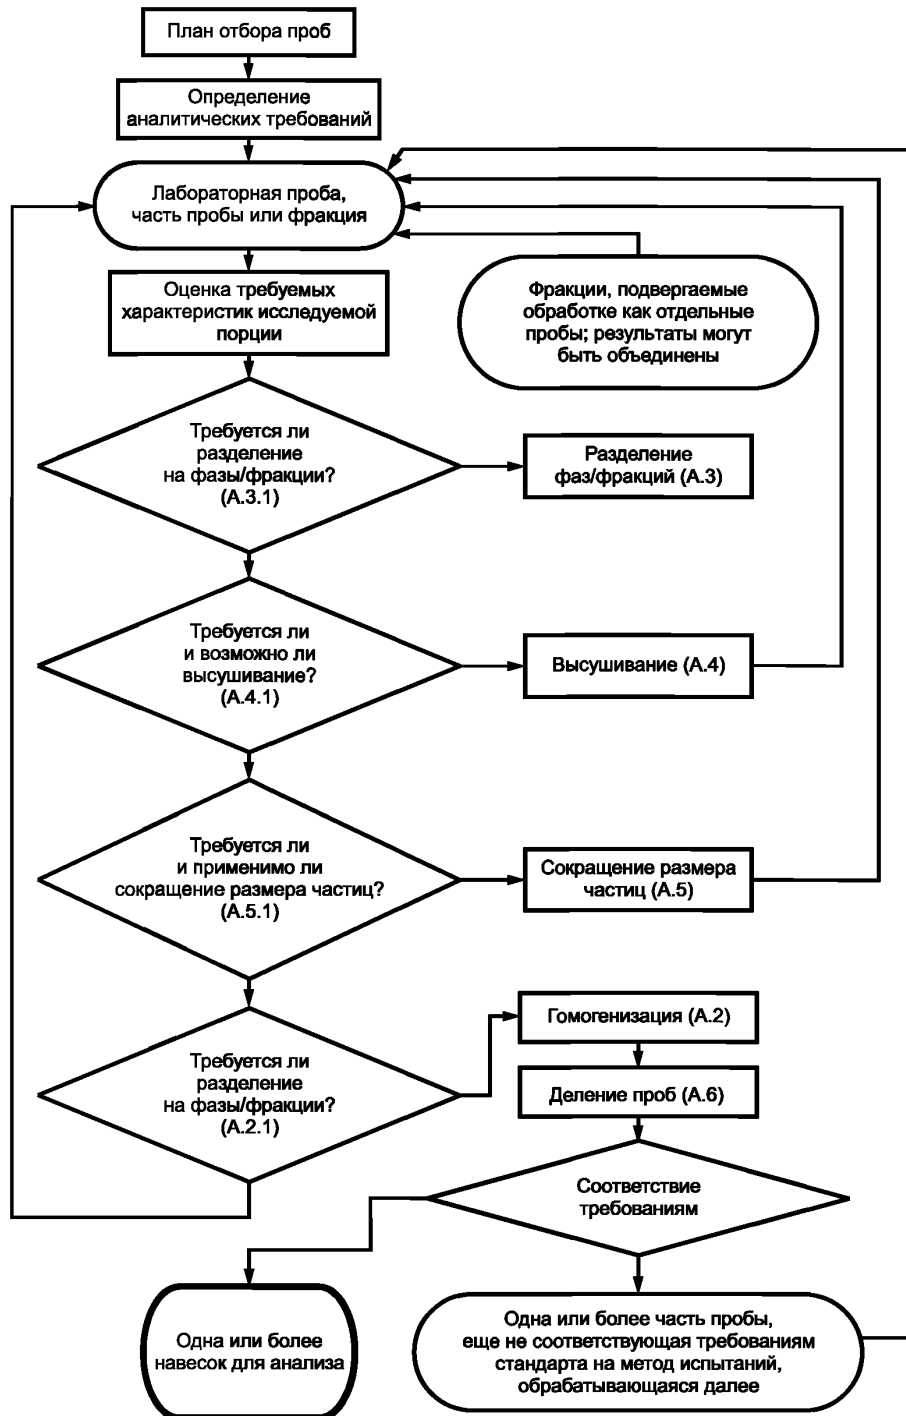 План отбора проб
Определение
аналитических требований
Лабораторная проба,
часть пробы или фракция
Оценка требуемых
характеристик исследуемой
порции
Фракции, подвергаемые
обработке как отдельные
пробы; результаты могут
быть объединены
Требуется ли
разделение
на фазы/фракции?
(А.3.1)
Разделение
фаз/фракций (А.3)
Требуется ли
и возможно ли
высушивание?
(А.4.1)
Высушивание (А.4)
Требуется ли
и применимо ли
сокращение размера частиц?
(А.5.1)
Сокращение размера
частиц (А.5)
Требуется ли
разделение
на фазы/фракции?
(А.2.1)
Гомогенизация (А.2)
Деление проб (А.6)
Соответствие
требованиям
Одна или более
навесок для анализа
Одна или более часть пробы,
еще не соответствующая требованиям
стандарта на метод испытаний,
обрабатывающаяся далее